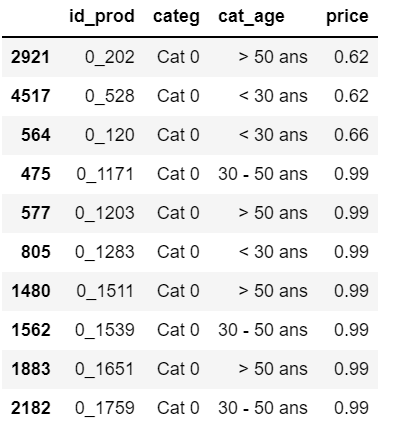 id_prod categ cat_age price
2921 0_202 Cat 0 > 50 ans 0.62
4517 0_528 Cat 0 < 30 ans 0.62
564 0_120 Cat 0 < 30 ans 0.66
475 0_1171 Cat 0 30 - 50 ans 0.99
577 0_1203 Cat 0 > 50 ans 0.99
805 0_1283 Cat 0 < 30 ans 0.99
1480 0_1511 Cat 0 > 50 ans 0.99
1562 0_1539 Cat 0 30 - 50 ans 0.99
1883 0_1651 Cat 0 > 50 ans 0.99
2182 0_1759 Cat 0 30 - 50 ans 0.99